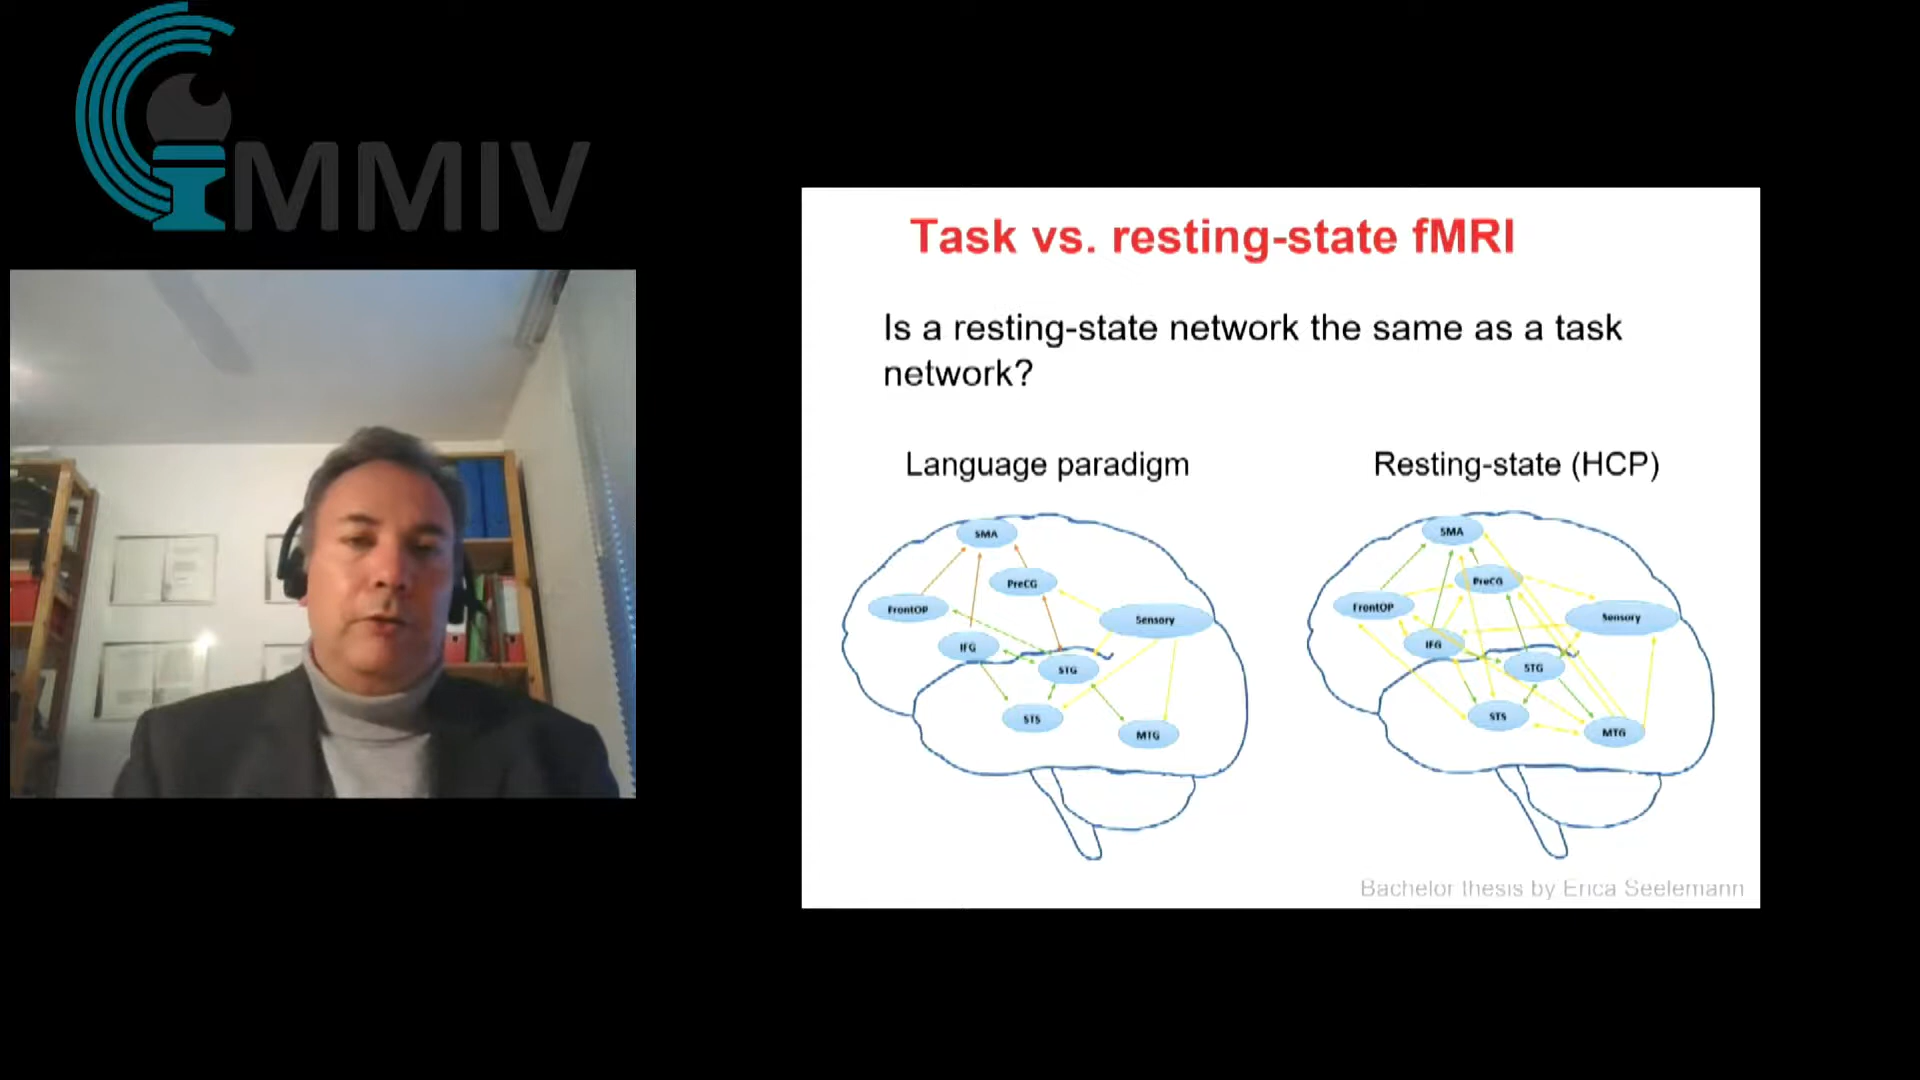 MMIV
Task vs. resting-state fMRI
Is a resting-state network the same as a task
network?
Language paradigm
Resting-state (HCP)
SMA
PreCG
FrontOP
Sensory
IFG
STG
STS
MTG
SMA
PreCG
FrontOP
Sensory
IFG
STG
STS
MTG
Bachelor thesis by Erica Seelemann